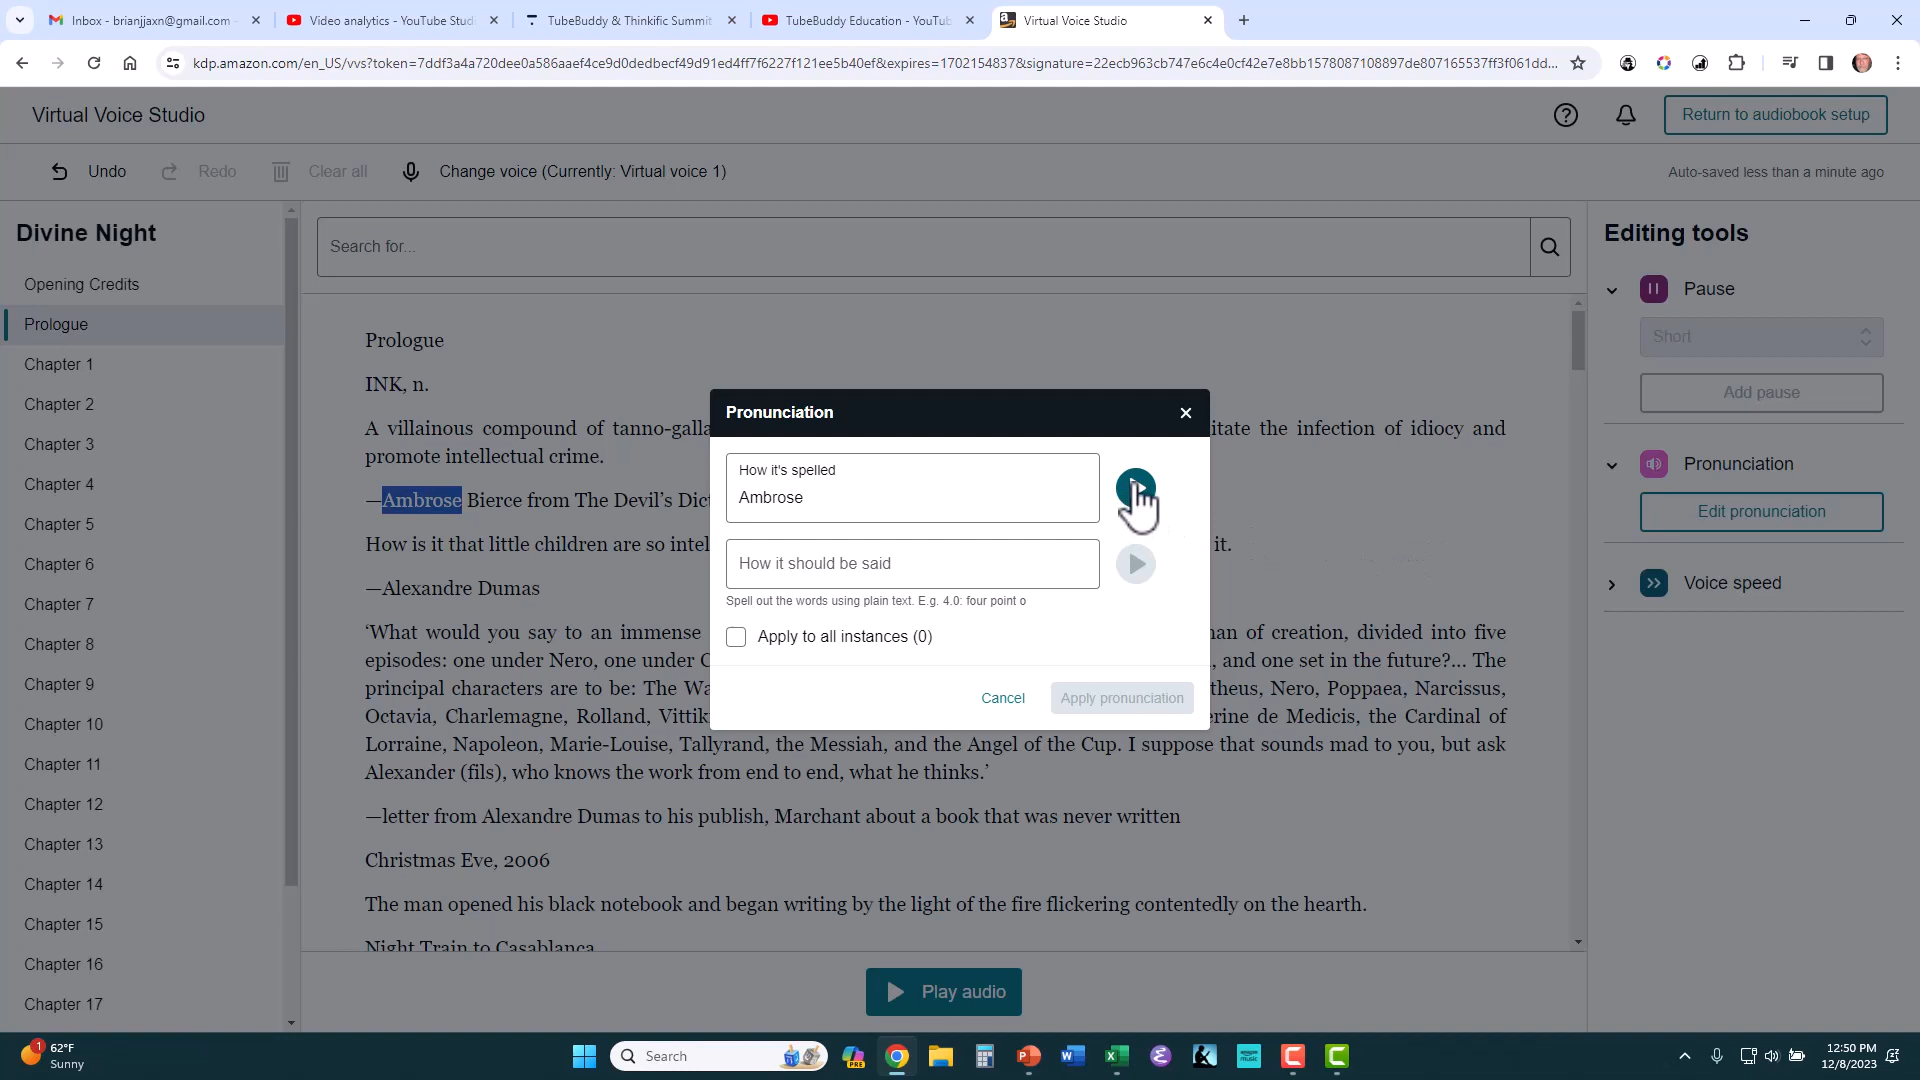 Inbox - brianjjaxn@gmail.com -
Video analytics - YouTube Stud
TubeBuddy & Thinkific Summit
TubeBuddy Education - YouTub
Virtual Voice Studio
kdp.amazon.com/en_US/vvs?token=7ddf3a4a720dee0a586aaef4ce9d0dedbecf49d91ed4ff7f6227f121ee5b40ef&expires=1702154837&signature=22ecb963cb747e6c4e0cf42e7e8bb1578087108897de807165537ff3f061dd...
Virtual Voice Studio
Return to audiobook setup
Undo
Redo
Clear all
Change voice (Currently: Virtual voice 1)
Auto-saved less than a minute ago
Divine Night
Opening Credits
Prologue
Chapter 1
Chapter 2
Chapter 3
Chapter 4
Chapter 5
Chapter 6
Chapter 7
Chapter 8
Chapter 9
Chapter 10
Chapter 11
Chapter 12
Chapter 13
Chapter 14
Chapter 15
Chapter 16
Chapter 17
Search for...
Prologue
INK, n.
A villainous compound of tanno-galla
itate the infection of idiocy and
promote intellectual crime.
—Ambrose Bierce from The Devil's Dict
How is it that little children are so intel
it.
—Alexandre Dumas
'What would you say to an immense
nan of creation, divided into five
episodes: one under Nero, one under C
, and one set in the future?... The
principal characters are to be: The Wa
theus, Nero, Poppaea, Narcissus,
Octavia, Charlemagne, Rolland, Vittik
erine de Medicis, the Cardinal of
Lorraine, Napoleon, Marie-Louise, Tallyrand, the Messiah, and the Angel of the Cup. I suppose that sounds mad to you, but ask
Alexander (fils), who knows the work from end to end, what he thinks.'
—letter from Alexandre Dumas to his publish, Marchant about a book that was never written
Christmas Eve, 2006
The man opened his black notebook and began writing by the light of the fire flickering contentedly on the hearth.
Night Train to Casablanca
Play audio
Pronunciation
How it's spelled
Ambrose
How it should be said
Spell out the words using plain text. E.g. 4.0: four point o
Apply to all instances (0)
Cancel
Apply pronunciation
Editing tools
Pause
Short
Add pause
Pronunciation
Edit pronunciation
Voice speed
1
62°F
Sunny
Search
PRE
12:50 PM
12/8/2023